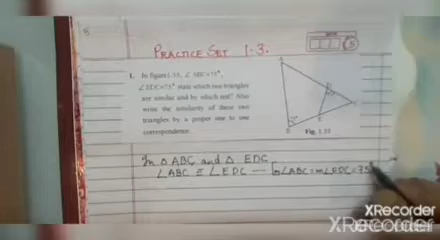 8
PRACTICE SET 1-3.
1. In figure 1.55, ∠ ABC=75°,
∠ EDC=75° state which two triangles
are similar and by which test? Also
write the similarity of these two
triangles by a proper one to one
correspondence.
A
B
Fig. 1.55
In △ ABC and △ EDC
∠ABC ≅ ∠EDC — [m∠ABC = m∠EDC = 75
XRecorder
XRecorder